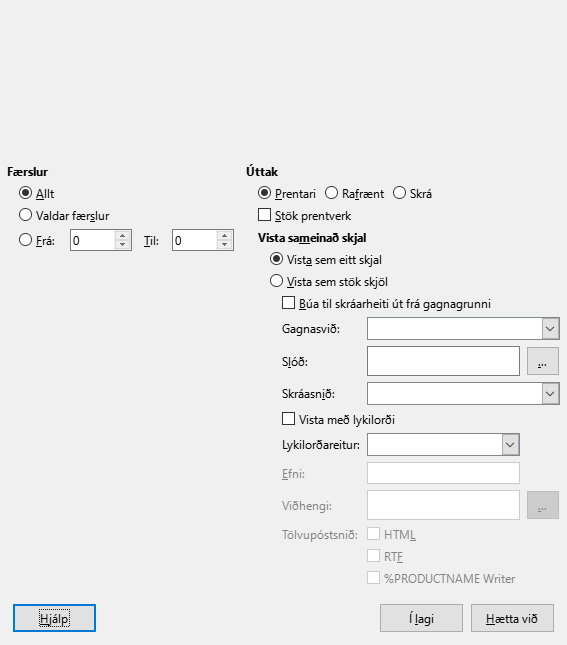 Færslur
Allt
Valdar færslur
Frá: 0 Til: 0
Úttak
Prentari Rafrænt Skrá
Stök prentverk
Vista sameinað skjal
Vista sem eitt skjal
Vista sem stök skjöl
Búa til skráarheiti út frá gagnagrunni
Gagnasvið:
Slóð: ...
Skráasnið:
Vista með lykilorði
Lykilorðareitur:
Efni:
Viðhengi: ...
Tölvupóstsnið: HTML
RTF
%PRODUCTNAME Writer
Hjálp Í lagi Hætta við